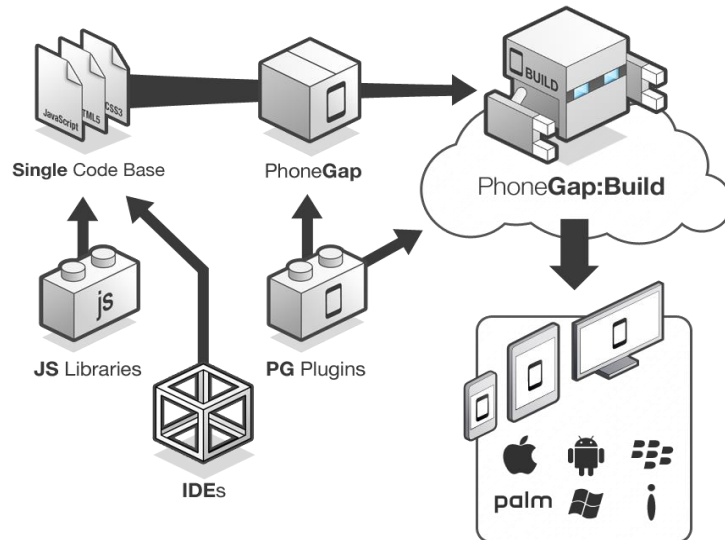 JavaScript
HTML5
CSS3
BUILD
Single Code Base
PhoneGap
PhoneGap:Build
js
JS Libraries
PG Plugins
IDEs
palm